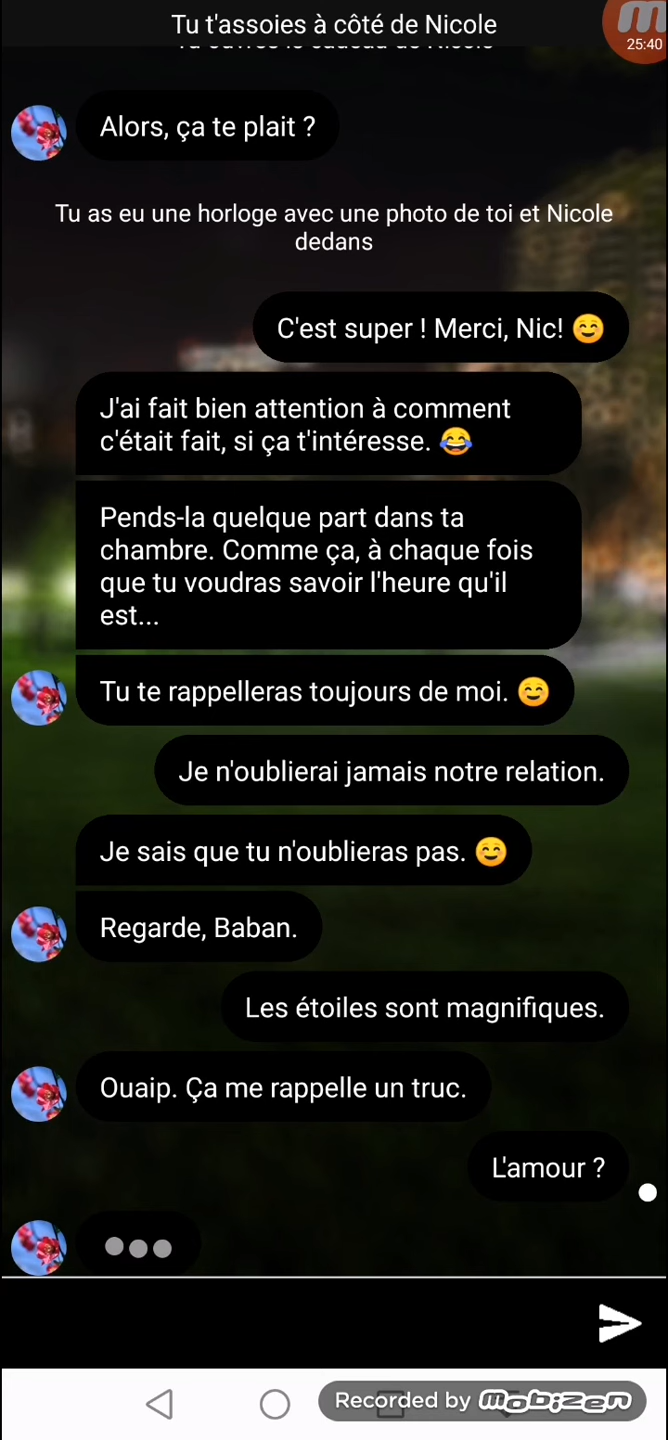 Tu t'assoies à côté de Nicole
25:40
Alors, ça te plait ?
Tu as eu une horloge avec une photo de toi et Nicole
dedans
C'est super ! Merci, Nic! 😊
J'ai fait bien attention à comment
c'était fait, si ça t'intéresse. 😂
Pends-la quelque part dans ta
chambre. Comme ça, à chaque fois
que tu voudras savoir l'heure qu'il
est...
Tu te rappelleras toujours de moi. 😊
Je n'oublierai jamais notre relation.
Je sais que tu n'oublieras pas. 😊
Regarde, Baban.
Les étoiles sont magnifiques.
Ouaip. Ça me rappelle un truc.
L'amour ?
Recorded by mobizen